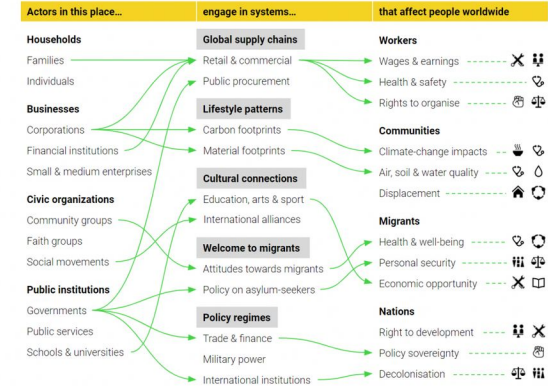 Actors in this place...
Households
Families
Individuals
Businesses
Corporations
Financial institutions
Small & medium enterprises
Civic organizations
Community groups
Faith groups
Social movements
Public institutions
Governments
Public services
Schools & universities
engage in systems...
Global supply chains
Retail & commercial
Public procurement
Lifestyle patterns
Carbon footprints
Material footprints
Cultural connections
Education, arts & sport
International alliances
Welcome to migrants
Attitudes towards migrants
Policy on asylum-seekers
Policy regimes
Trade & finance
Military power
International institutions
that affect people worldwide
Workers
Wages & earnings
Health & safety
Rights to organise
Communities
Climate-change impacts
Air, soil & water quality
Displacement
Migrants
Health & well-being
Personal security
Economic opportunity
Nations
Right to development
Policy sovereignty
Decolonisation